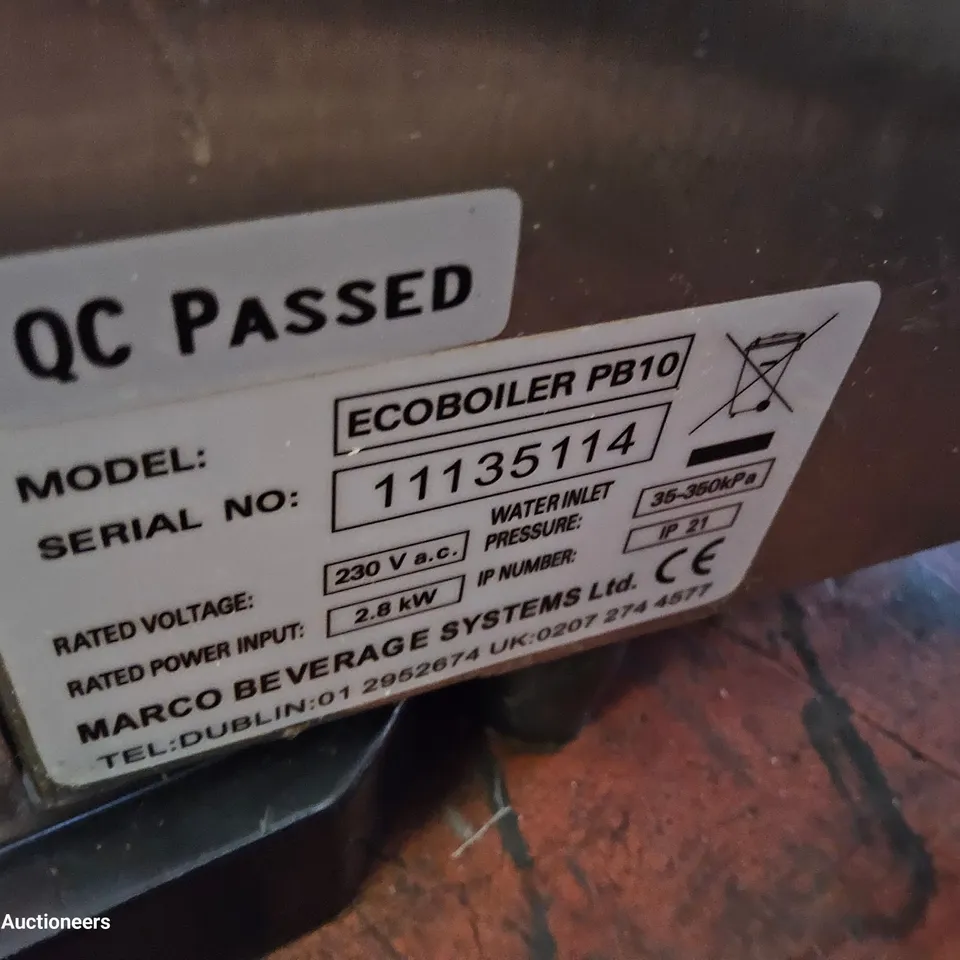 QC PASSED
MODEL: ECOBOILER PB10
SERIAL NO: 11135114
RATED VOLTAGE: 230 V a.c.
WATER INLET PRESSURE: 35-350kPa
RATED POWER INPUT: 2.8 kW
IP NUMBER: IP 21
MARCO BEVERAGE SYSTEMS Ltd. CE
TEL:DUBLIN:01 2952674 UK:0207 274 4577
Auctioneers